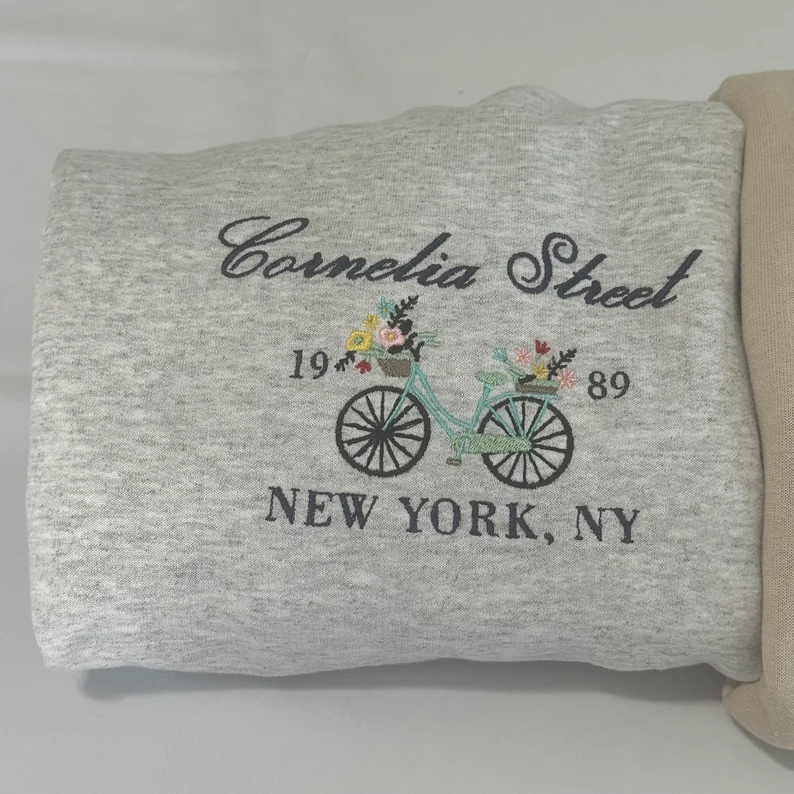 Cornelia Street
19 89
NEW YORK, NY